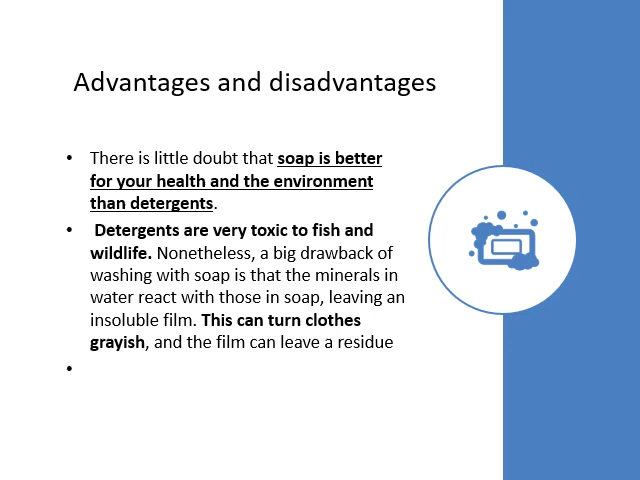 Advantages and disadvantages
• There is little doubt that soap is better
for your health and the environment
than detergents.
• Detergents are very toxic to fish and
wildlife. Nonetheless, a big drawback of
washing with soap is that the minerals in
water react with those in soap, leaving an
insoluble film. This can turn clothes
grayish, and the film can leave a residue
•